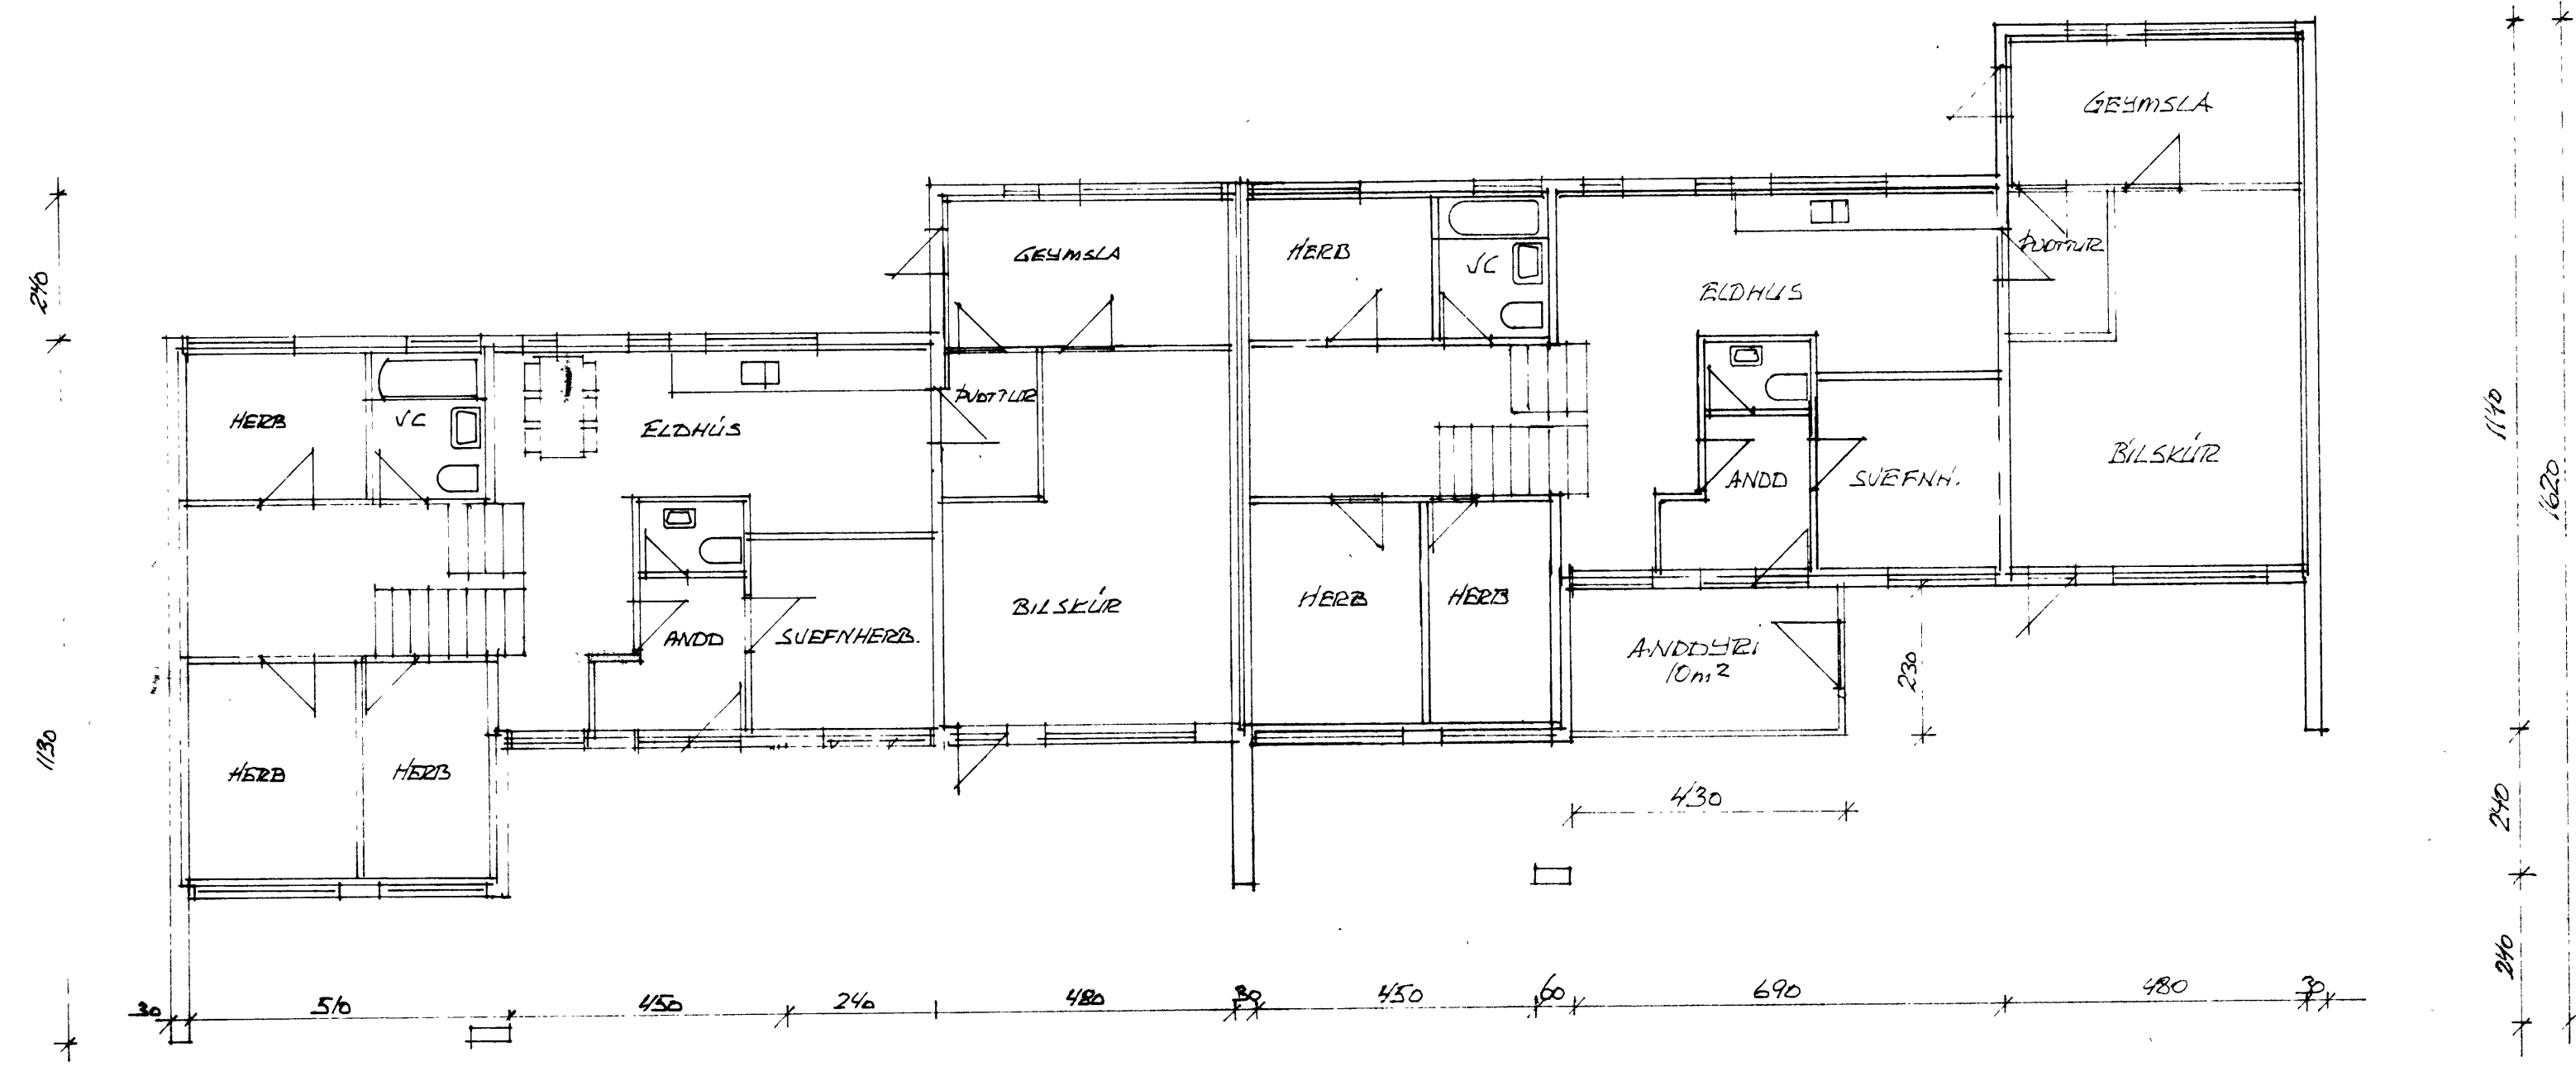 GEYMSLA
GEYMSLA
HERB
VC
ÞVOTTUR
240
ELDHÚS
1140
HERB
VC
ELDHÚS
ÞVOTTUR
BÍLSKÚR
ANDD
SVEFNH.
1620
BÍLSKÚR
HERB
HERB
ANDD
SVEFNHERB.
ANDDYRI
10m²
230
1130
HERB
HERB
430
240
240
30
510
450
240
480
30
450
60
690
480
30